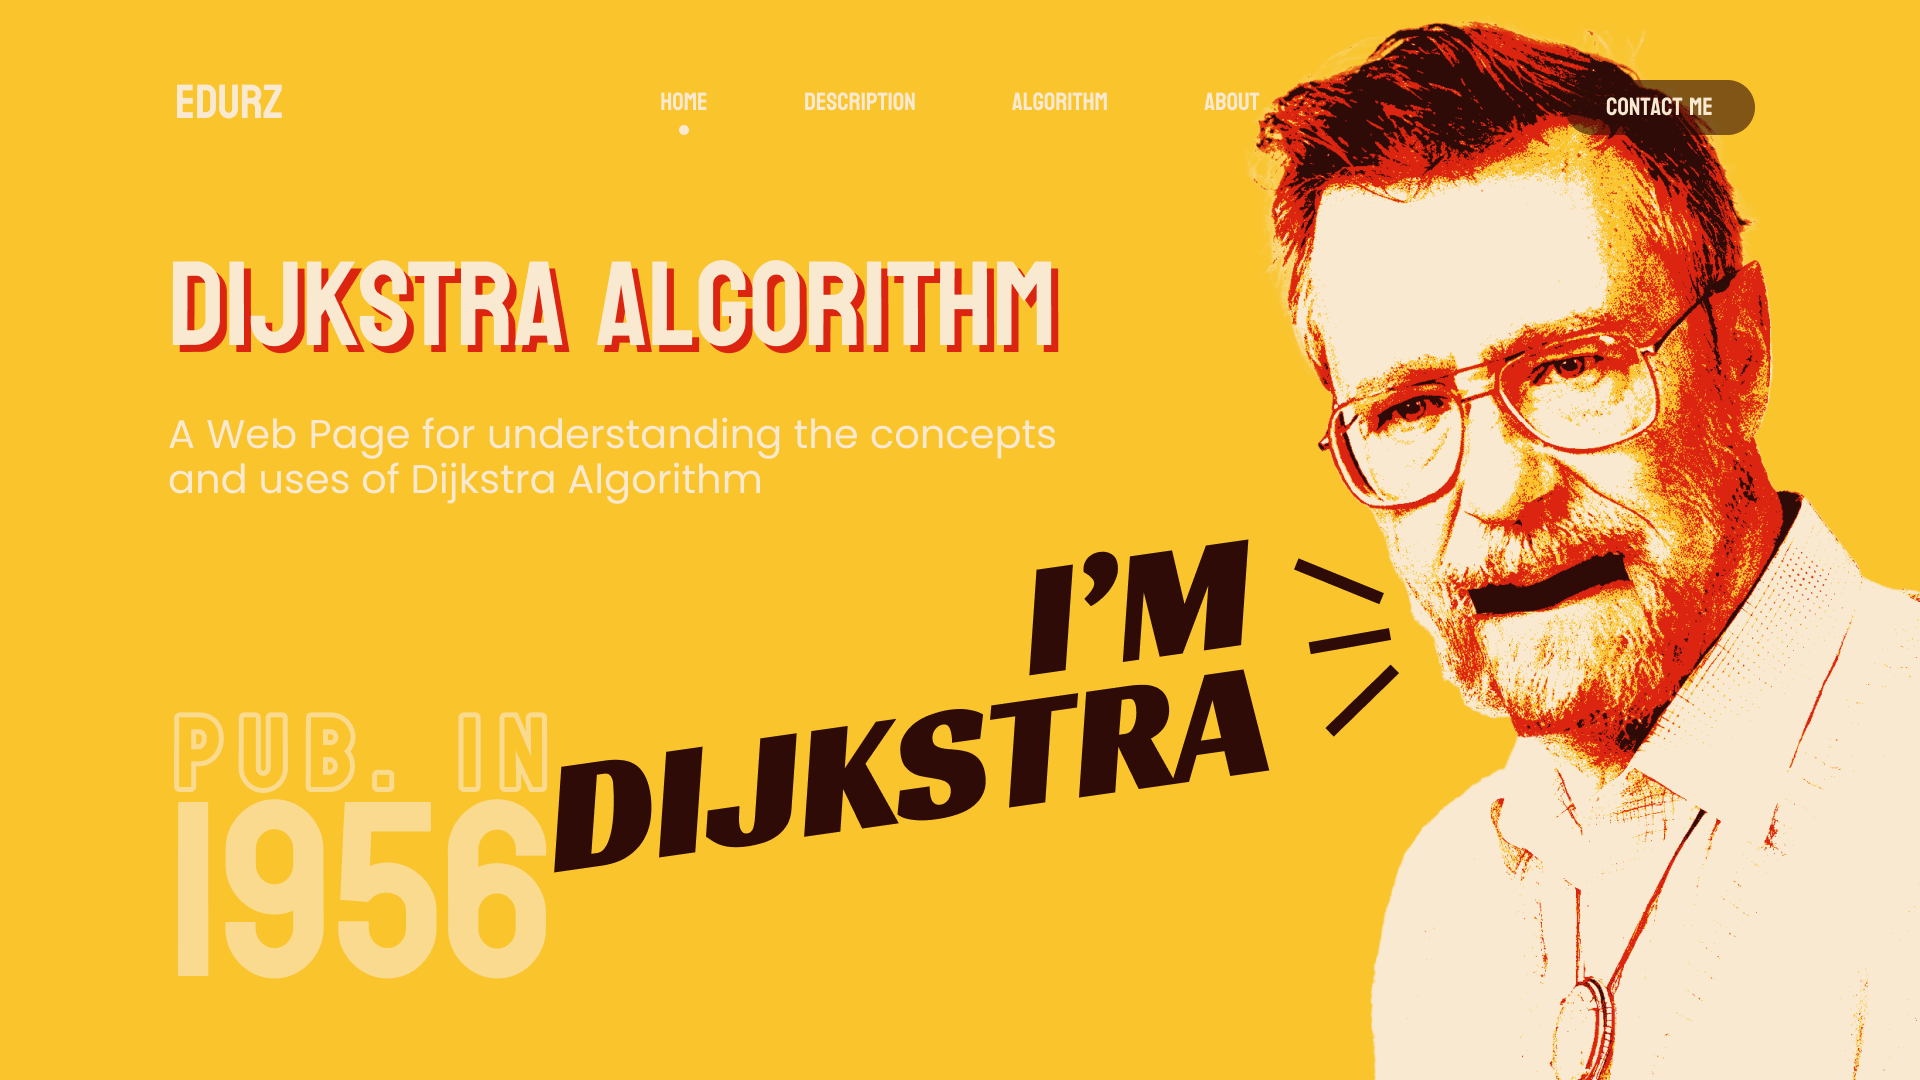 EDURZ
HOME
DESCRIPTION
ALGORITHM
ABOUT
CONTACT ME
DIJKSTRA ALGORITHM
A Web Page for understanding the concepts
and uses of Dijkstra Algorithm
I'M
DIJKSTRA
PUB. IN
1956